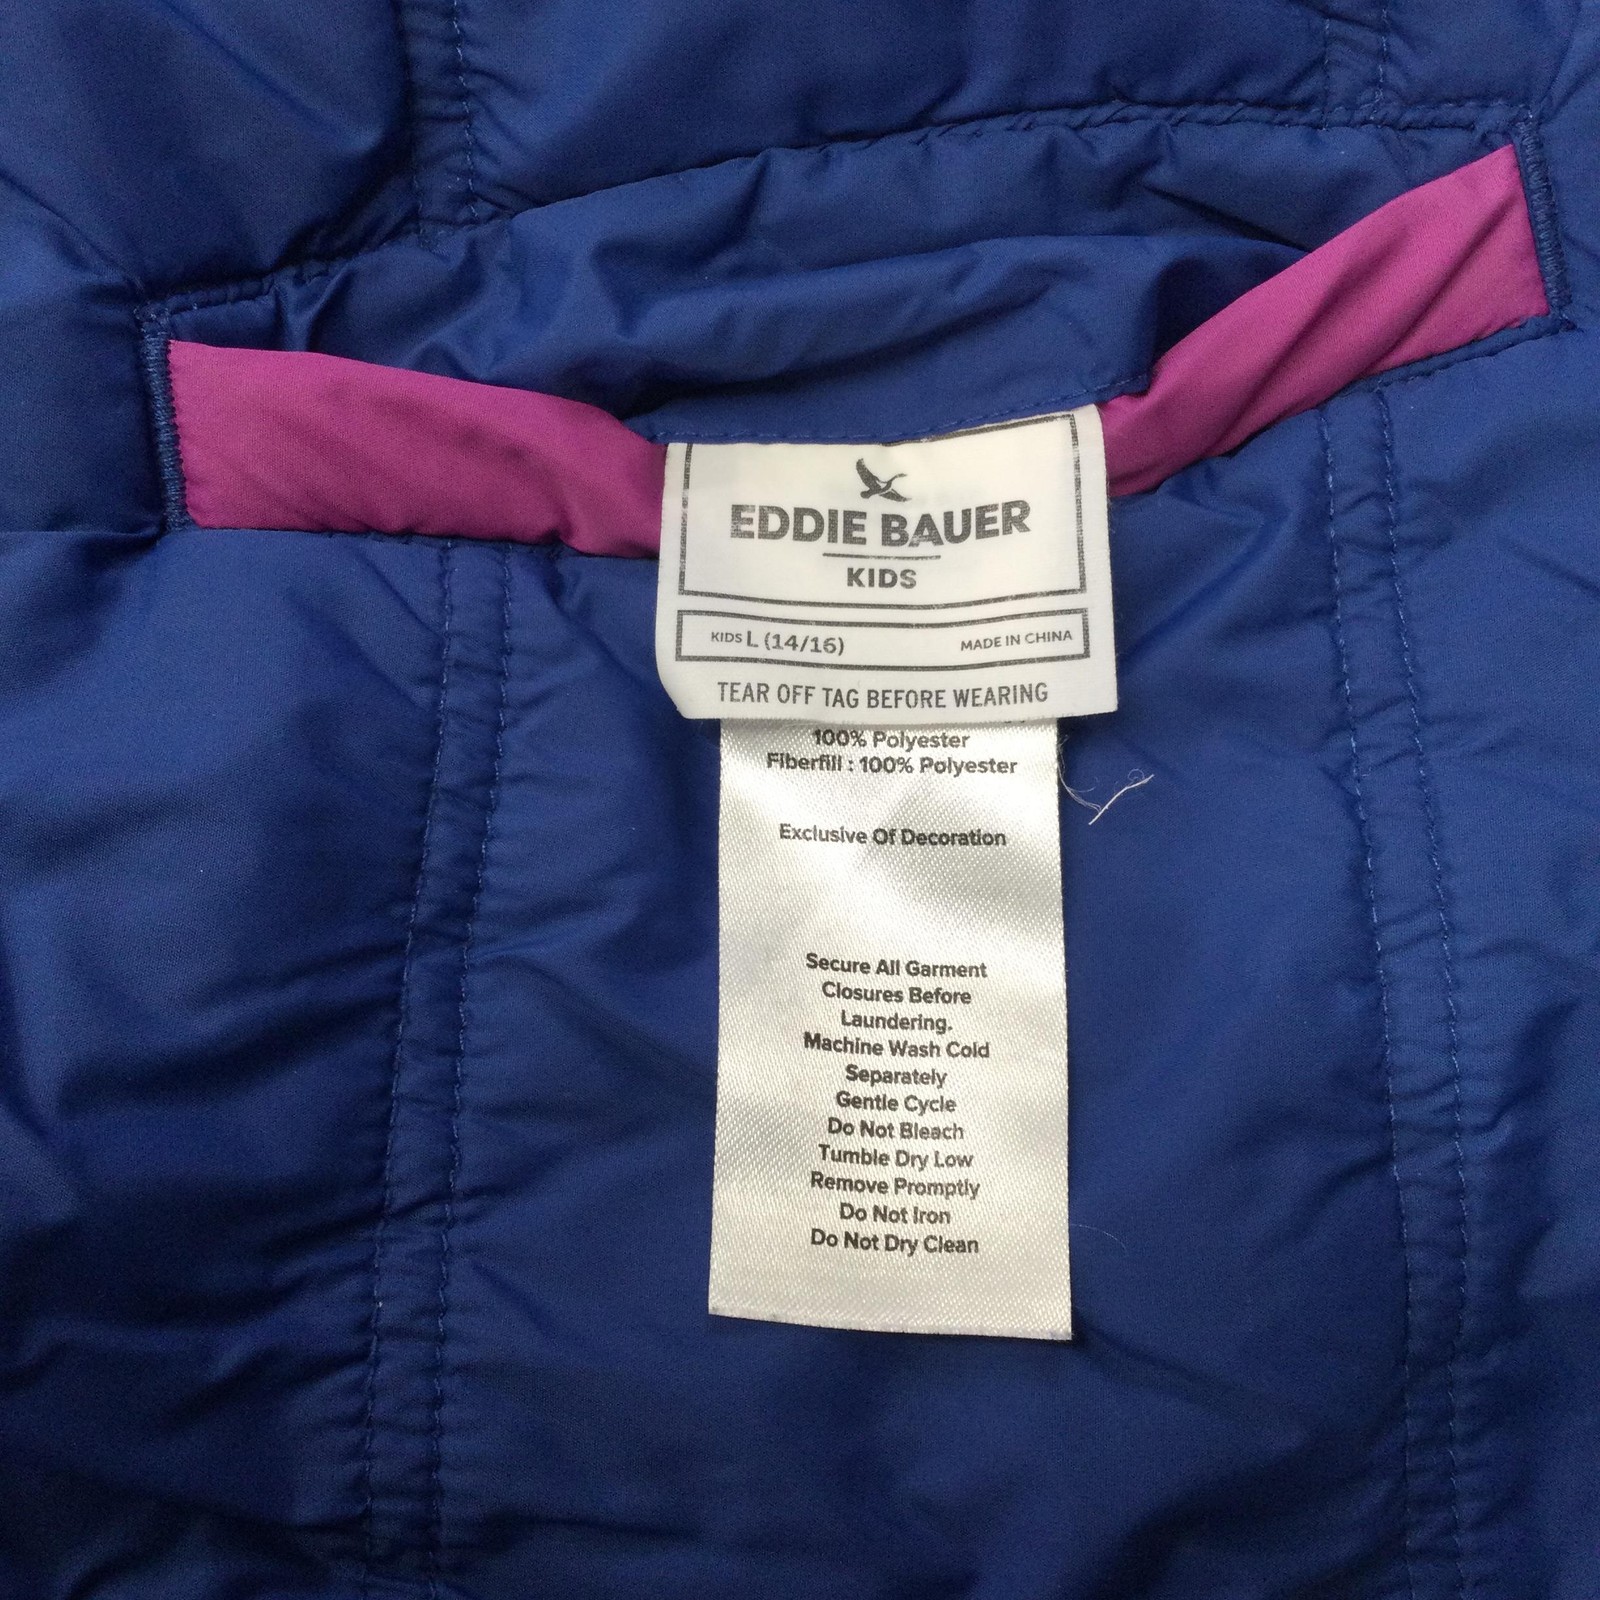 EDDIE BAUER
KIDS
KIDS L (14/16) MADE IN CHINA
TEAR OFF TAG BEFORE WEARING
100% Polyester
Fiberfill : 100% Polyester
Exclusive Of Decoration
Secure All Garment
Closures Before
Laundering.
Machine Wash Cold
Separately
Gentle Cycle
Do Not Bleach
Tumble Dry Low
Remove Promptly
Do Not Iron
Do Not Dry Clean